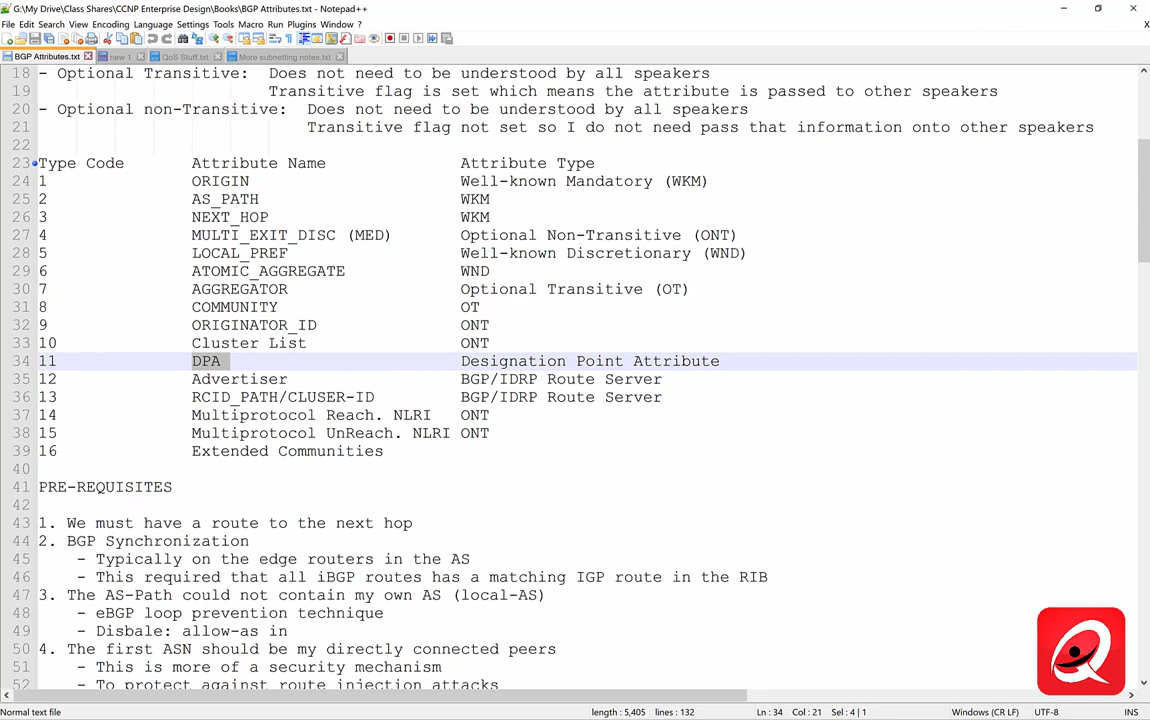 G:\My Drive\Class Shares\CCNP Enterprise Design\Books\BGP Attributes.txt - Notepad++
File Edit Search View Encoding Language Settings Tools Macro Run Plugins Window ?
X
BGP Attributes.txt new 1 QoS Stuff.txt More subnetting notes.txt
18 - Optional Transitive: Does not need to be understood by all speakers
19 Transitive flag is set which means the attribute is passed to other speakers
20 - Optional non-Transitive: Does not need to be understood by all speakers
21 Transitive flag not set so I do not need pass that information onto other speakers
22
23 Type Code Attribute Name Attribute Type
24 1 ORIGIN Well-known Mandatory (WKM)
25 2 AS_PATH WKM
26 3 NEXT_HOP WKM
27 4 MULTI_EXIT_DISC (MED) Optional Non-Transitive (ONT)
28 5 LOCAL_PREF Well-known Discretionary (WND)
29 6 ATOMIC_AGGREGATE WND
30 7 AGGREGATOR Optional Transitive (OT)
31 8 COMMUNITY OT
32 9 ORIGINATOR_ID ONT
33 10 Cluster List ONT
34 11 DPA Designation Point Attribute
35 12 Advertiser BGP/IDRP Route Server
36 13 RCID_PATH/CLUSER-ID BGP/IDRP Route Server
37 14 Multiprotocol Reach. NLRI ONT
38 15 Multiprotocol UnReach. NLRI ONT
39 16 Extended Communities
40
41 PRE-REQUISITES
42
43 1. We must have a route to the next hop
44 2. BGP Synchronization
45 - Typically on the edge routers in the AS
46 - This required that all iBGP routes has a matching IGP route in the RIB
47 3. The AS-Path could not contain my own AS (local-AS)
48 - eBGP loop prevention technique
49 - Disbale: allow-as in
50 4. The first ASN should be my directly connected peers
51 - This is more of a security mechanism
52 - To protect against route injection attacks
Normal text file length : 5,405 lines : 132 Ln : 34 Col : 21 Sel : 4 | 1 Windows (CR LF) UTF-8 INS